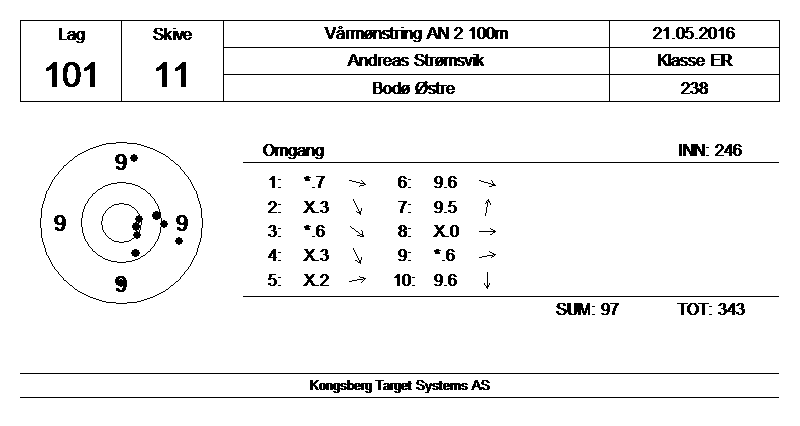 Lag Skive Vårmønstring AN 2 100m 21.05.2016
101 11 Andreas Strømsvik Klasse ER
Bodø Østre 238
Omgang INN: 246
9
1: *.7 6: 9.6
2: X.3 7: 9.5
9 9
3: *.6 8: X.0
4: X.3 9: *.6
5: X.2 10: 9.6
9
SUM: 97 TOT: 343
Kongsberg Target Systems AS